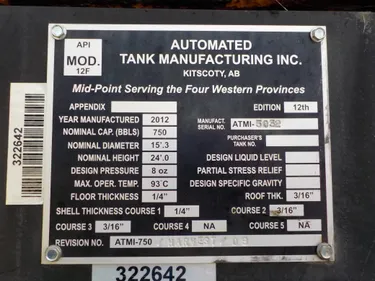 API
MOD.
12F
AUTOMATED
TANK MANUFACTURING INC.
KITSCOTY, AB
Mid-Point Serving the Four Western Provinces
APPENDIX EDITION 12th
YEAR MANUFACTURED 2012 MANUFACT. SERIAL NO. ATMI-5032
NOMINAL CAP. (BBLS) 750
NOMINAL DIAMETER 15'.3 PURCHASER'S TANK NO.
NOMINAL HEIGHT 24'.0 DESIGN LIQUID LEVEL
DESIGN PRESSURE 8 oz PARTIAL STRESS RELIEF
MAX. OPER. TEMP. 93°C DESIGN SPECIFIC GRAVITY
FLOOR THICKNESS 1/4" ROOF THK. 3/16"
SHELL THICKNESS COURSE 1 1/4" COURSE 2 3/16"
COURSE 3 3/16" COURSE 4 NA COURSE 5 NA
REVISION NO. ATMI-750
322642
322642